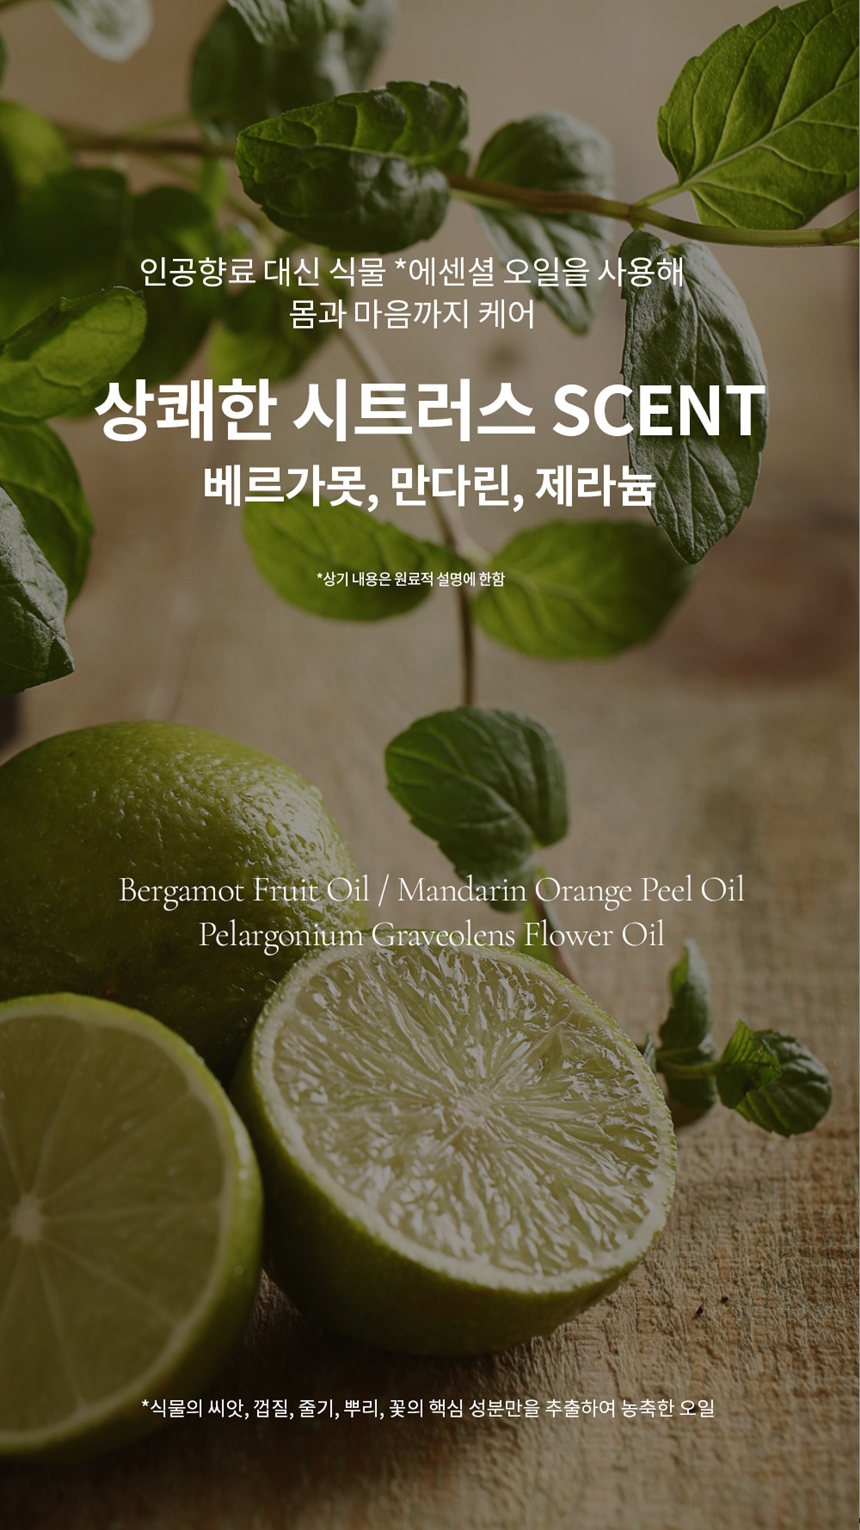 인공향료 대신 식물 *에센셜 오일을 사용해
몸과 마음까지 케어
상쾌한 시트러스 SCENT
베르가못, 만다린, 제라늄
*상기 내용은 원료적 설명에 한함
Bergamot Fruit Oil / Mandarin Orange Peel Oil
Pelargonium Graveolens Flower Oil
*식물의 씨앗, 껍질, 줄기, 뿌리, 꽃의 핵심 성분만을 추출하여 농축한 오일